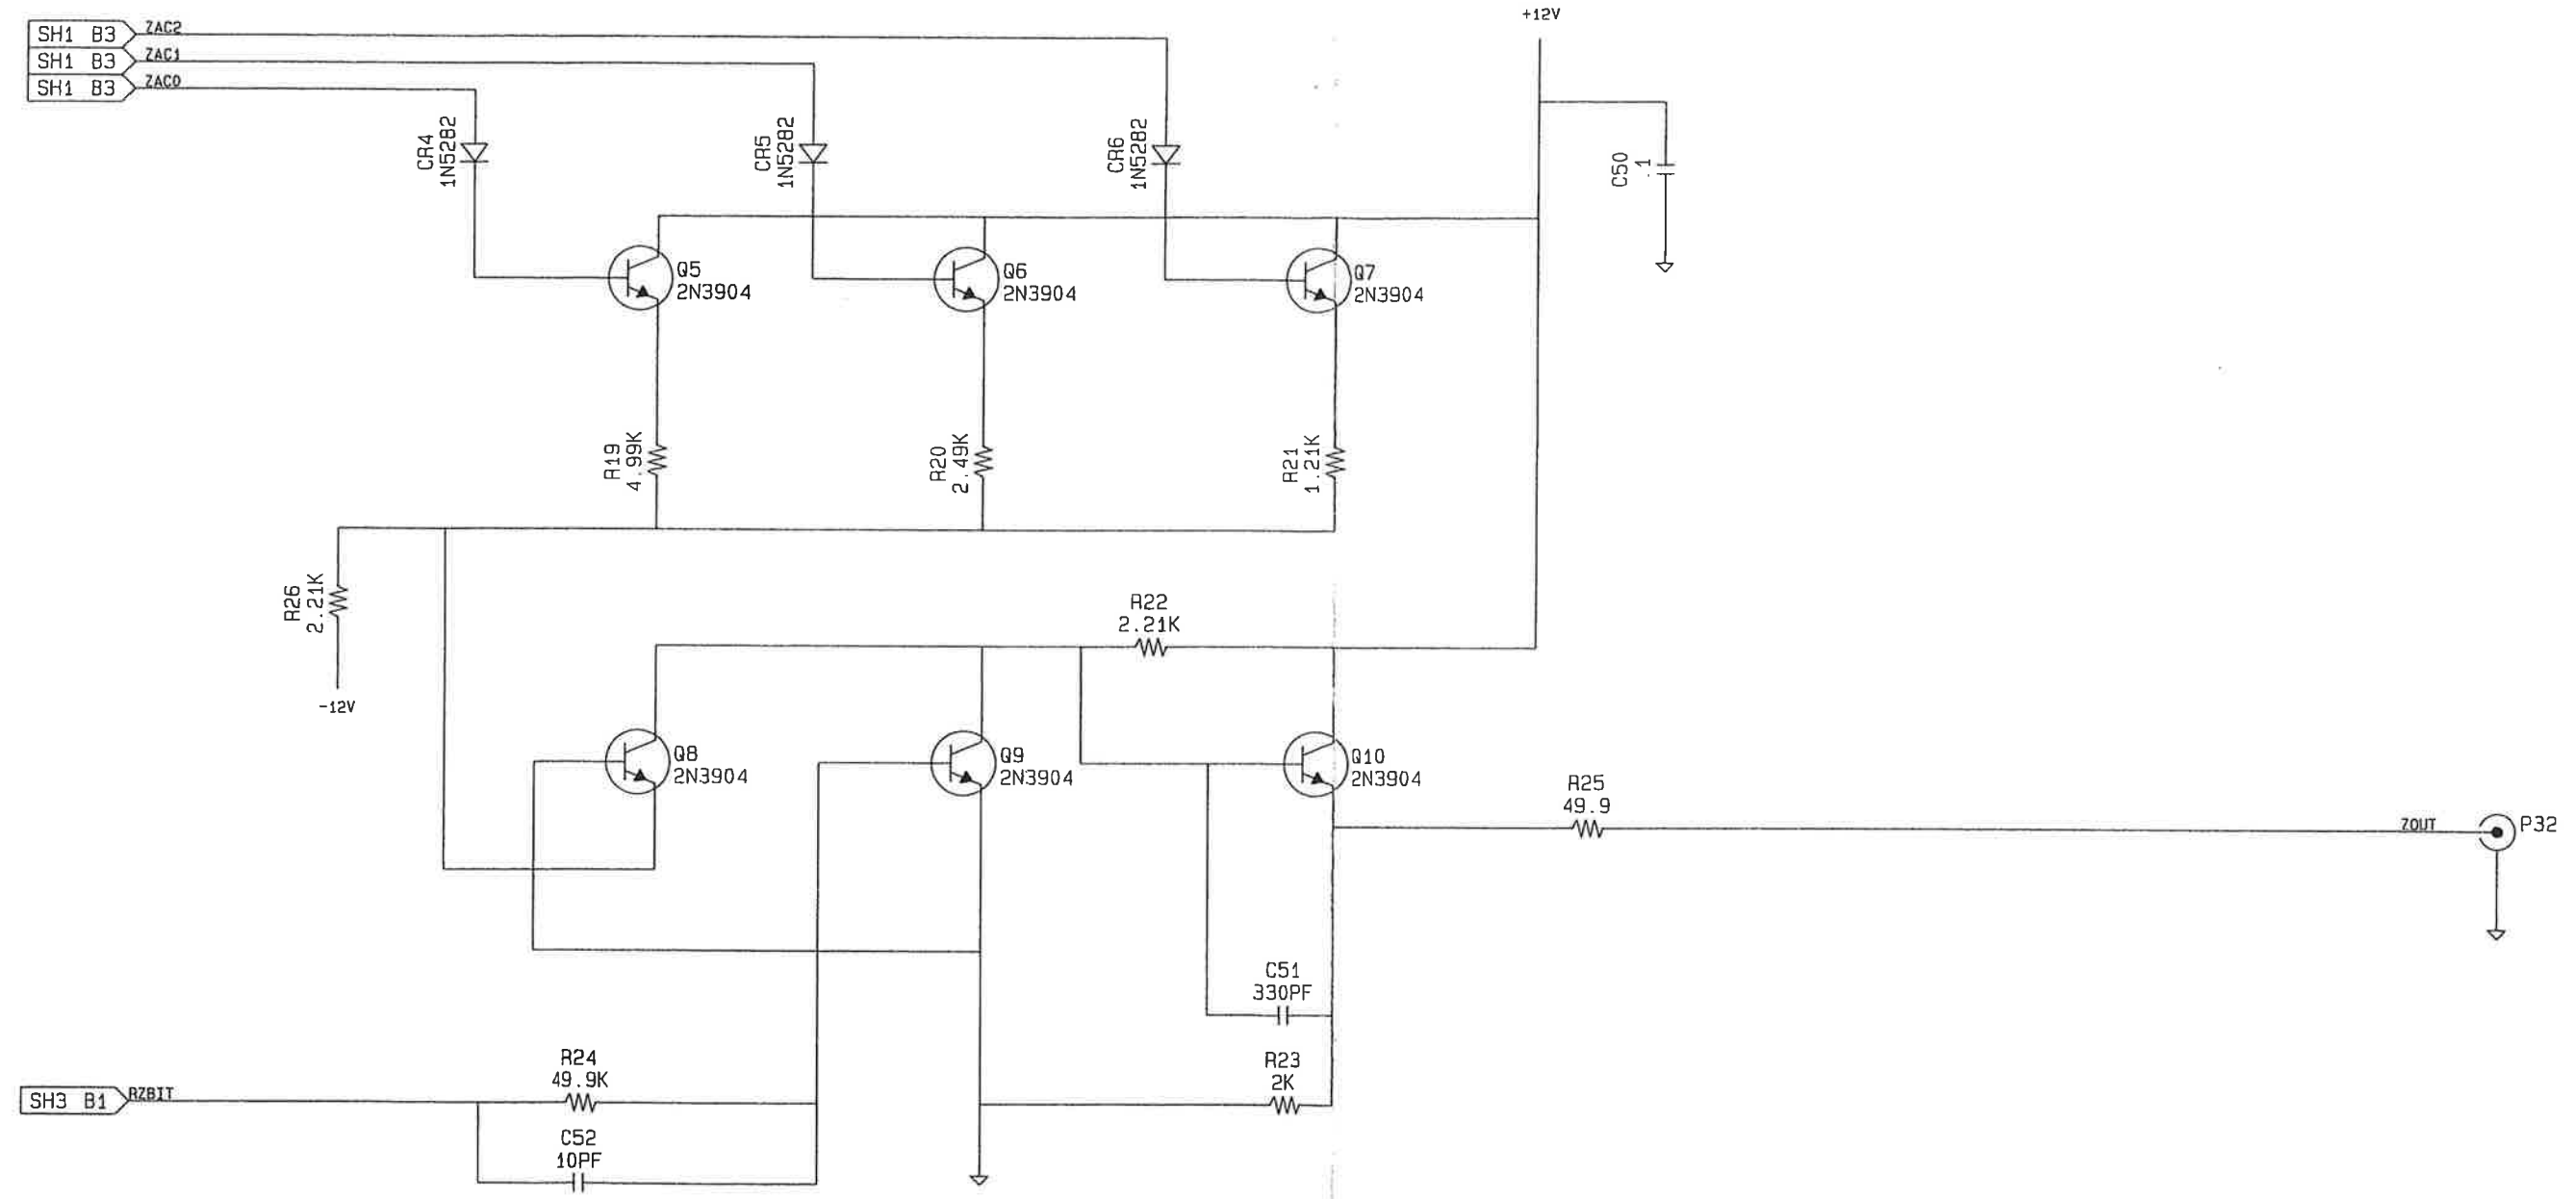 +12V
SH1 B3 ZAC2
SH1 B3 ZAC1
SH1 B3 ZAC0
CR4
1N5282
CR5
1N5282
CR6
1N5282
C50
.1
Q5
2N3904
Q6
2N3904
Q7
2N3904
R19
4.99K
R20
2.49K
R21
1.21K
R26
2.21K
-12V
R22
2.21K
Q8
2N3904
Q9
2N3904
Q10
2N3904
R25
49.9
ZOUT
P32
C51
330PF
R24
49.9K
R23
2K
SH3 B1 RZBIT
C52
10PF